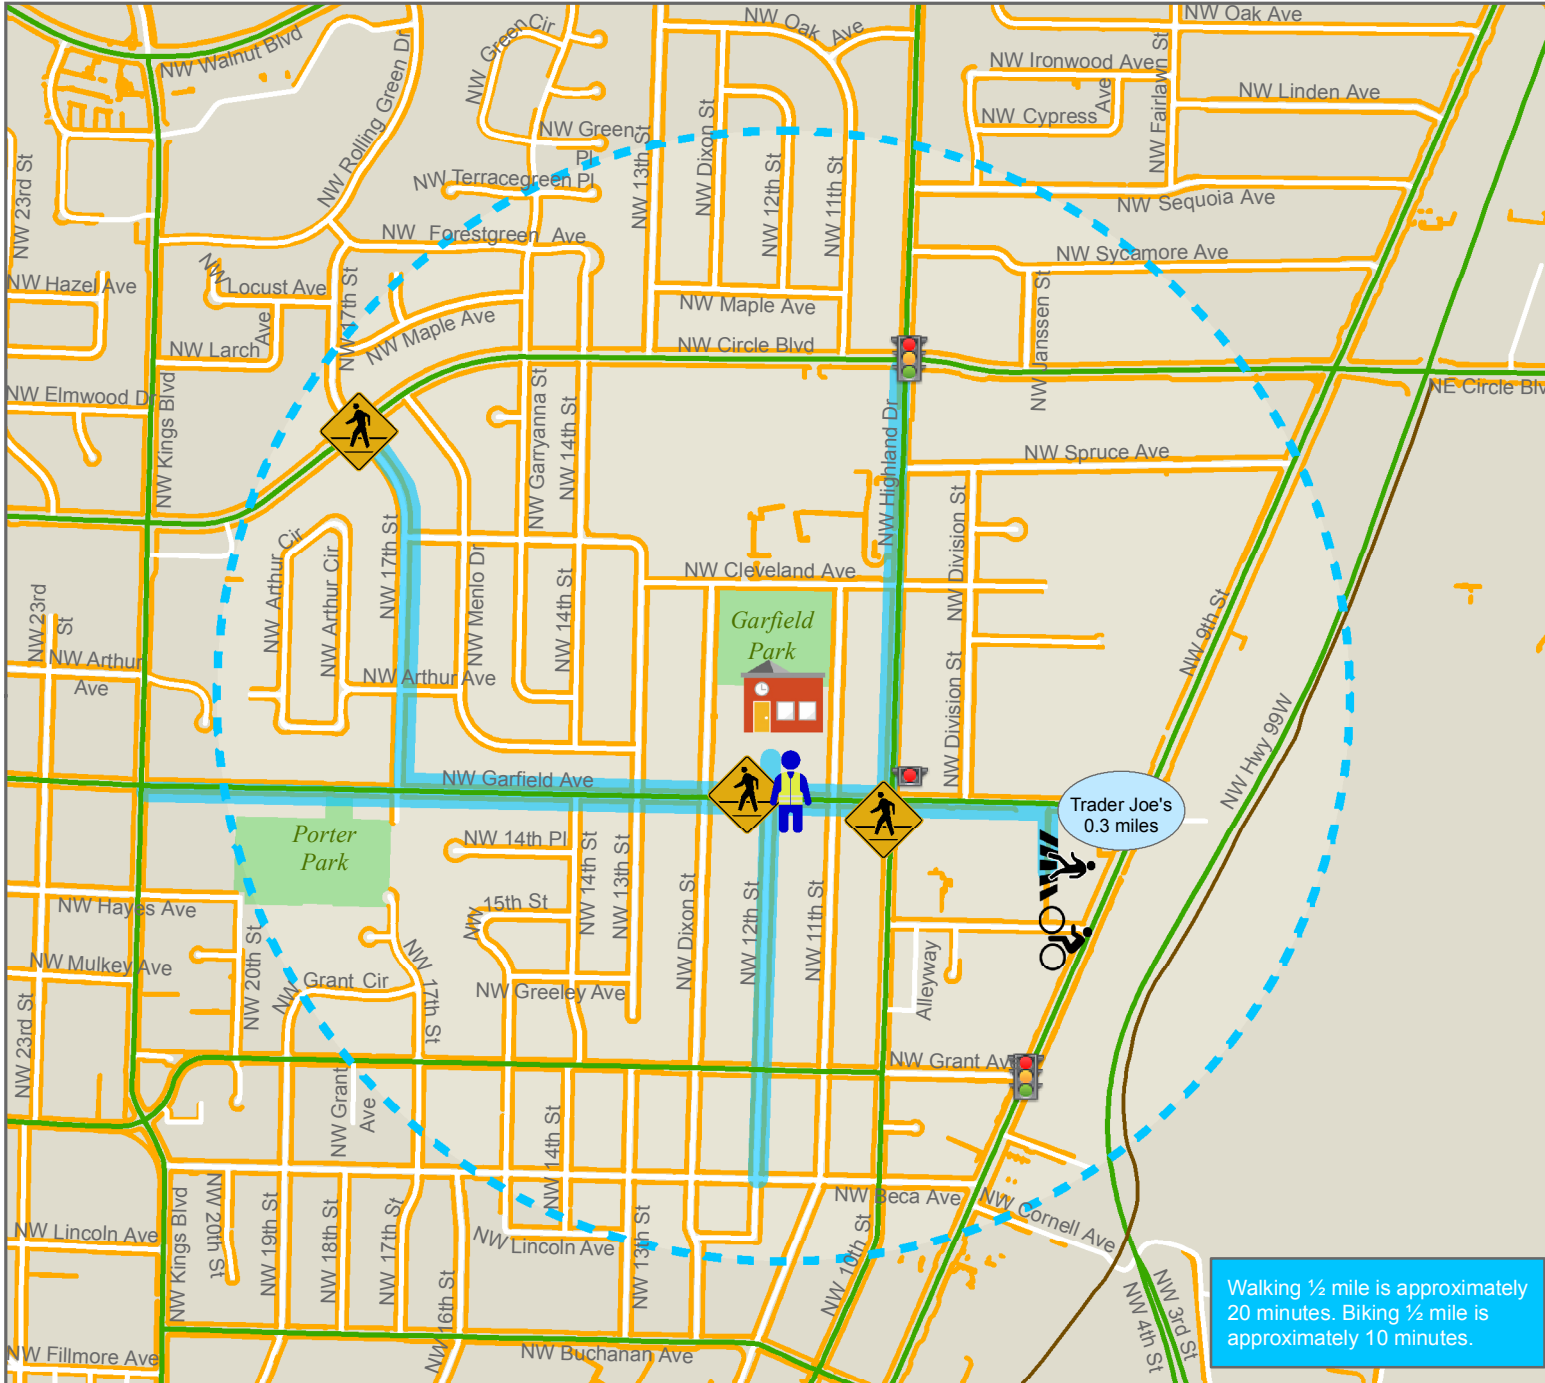 NW Oak Ave
NW Oak Ave
NW Walnut Blvd
NW Green Cir
NW Rolling Green Dr
NW Ironwood Ave
NW Linden Ave
NW Cypress
Ave
NW Fairlawn St
NW Green
Pl
NW 13th St
NW Dixon St
NW 12th St
NW 11th St
NW 23rd St
NW Terracegreen Pl
NW Sequoia Ave
NW Forestgreen Ave
NW Sycamore Ave
NW Hazel Ave
NW
Locust Ave
Ave
NW 17th St
NW Maple Ave
NW Maple Ave
NW Janssen St
NW Larch
NW Circle Blvd
NE Circle Blv
NW Elmwood Dr
NW Kings Blvd
NW Garryanna St
NW 14th St
NW Highland Dr
NW Spruce Ave
NW Division St
NW 17th St
NW Arthur Cir
NW Arthur Cir
NW Menlo Dr
NW 14th St
NW Cleveland Ave
NW 23rd
St
NW 9th St
Garfield
Park
NW Arthur
Ave
NW Arthur Ave
NW Division St
NW Hwy 99W
NW Garfield Ave
Trader Joe's
0.3 miles
Porter
Park
NW 14th Pl
NW 14th St
NW 13th St
NW Dixon St
NW 12th St
NW 11th St
NW Hayes Ave
NW 15th St
NW 20th St
NW Mulkey Ave
NW Grant Cir
NW 17th St
NW Greeley Ave
Alleyway
NW 23rd St
NW Grant Ave
NW Grant
Ave
NW 14th St
NW Beca Ave
NW Cornell Ave
NW Lincoln Ave
NW Kings Blvd
NW 20th St
NW 19th St
NW 18th St
NW 17th St
NW Lincoln Ave
NW 13th St
NW 10th St
NW 16th St
NW 4th St
NW 3rd St
NW Fillmore Ave
NW Buchanan Ave
Walking ½ mile is approximately
20 minutes. Biking ½ mile is
approximately 10 minutes.